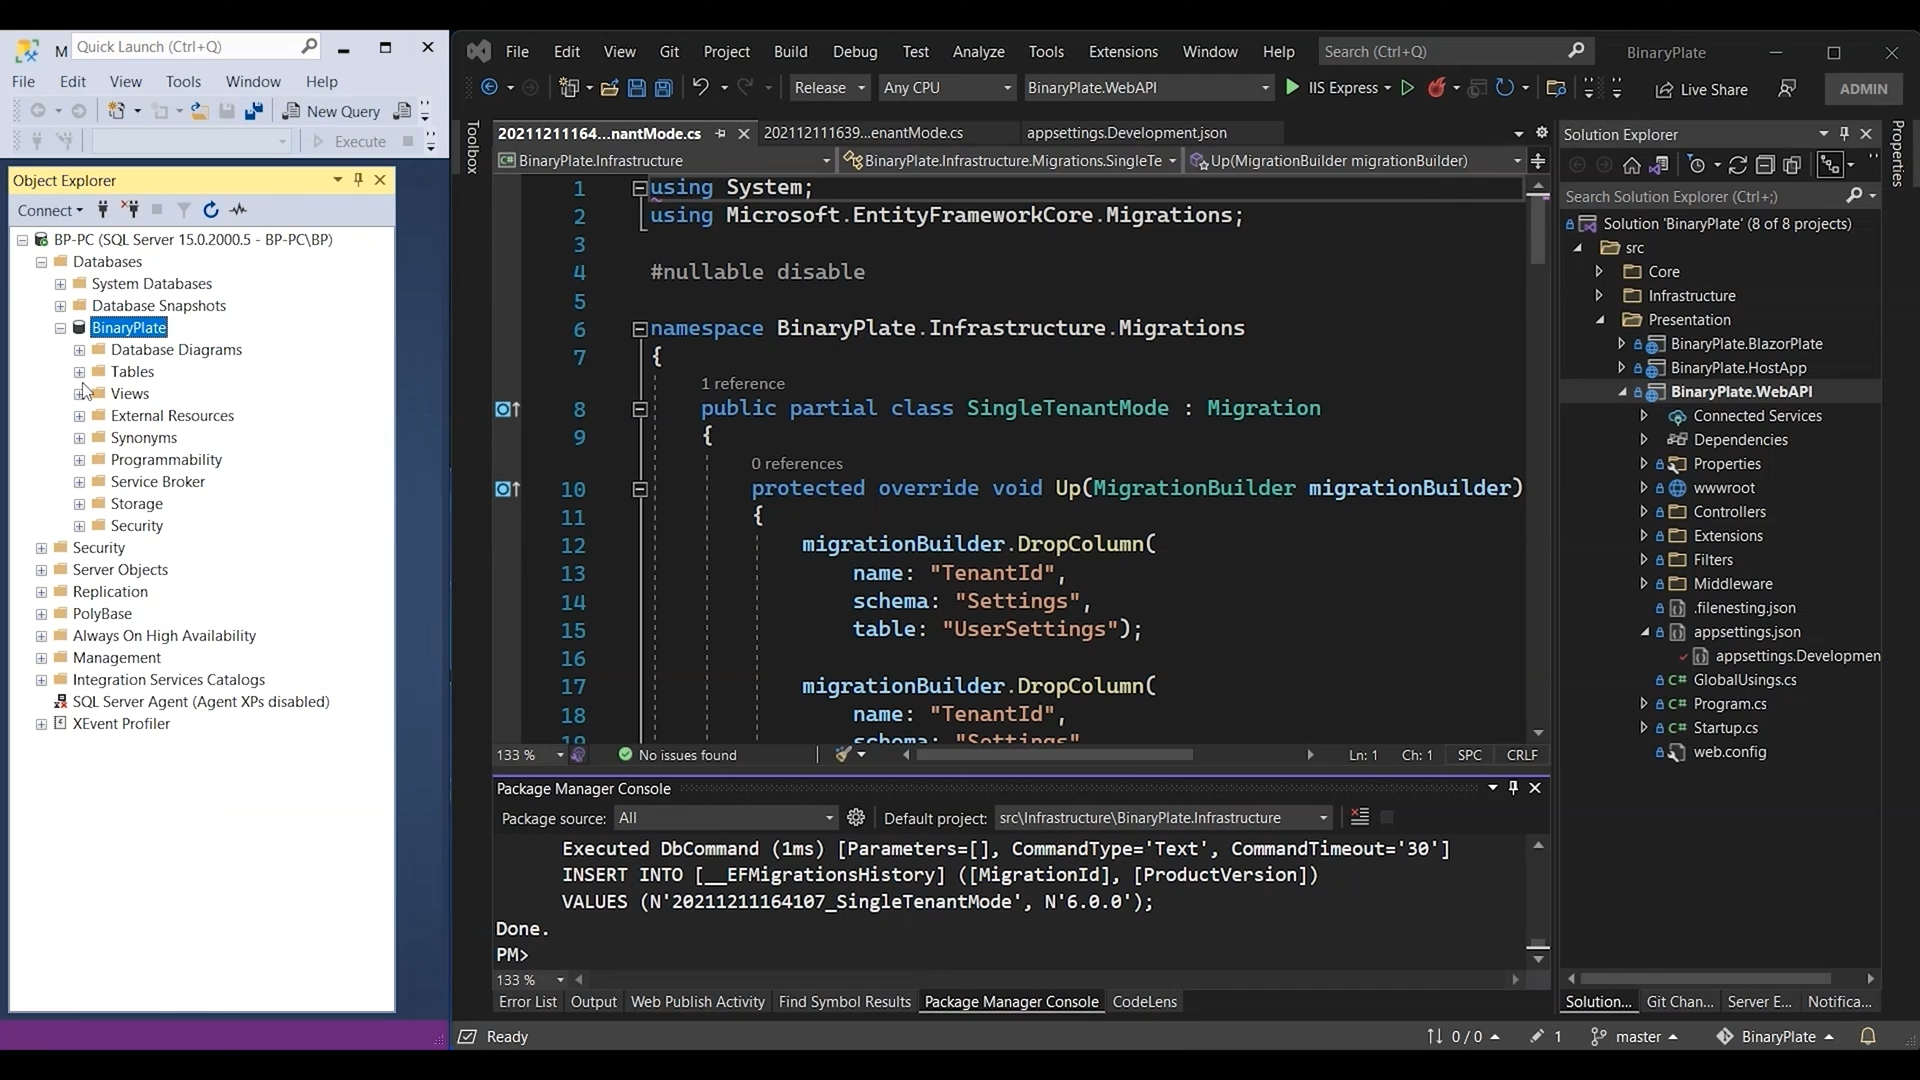 M
Quick Launch (Ctrl+Q)
File Edit View Tools Window Help
New Query
Execute
Object Explorer
Connect
BP-PC (SQL Server 15.0.2000.5 - BP-PC\BP)
Databases
System Databases
Database Snapshots
BinaryPlate
Database Diagrams
Tables
Views
External Resources
Synonyms
Programmability
Service Broker
Storage
Security
Security
Server Objects
Replication
PolyBase
Always On High Availability
Management
Integration Services Catalogs
SQL Server Agent (Agent XPs disabled)
XEvent Profiler
File Edit View Git Project Build Debug Test Analyze Tools Extensions Window Help Search (Ctrl+Q) BinaryPlate
Release Any CPU BinaryPlate.WebAPI IIS Express Live Share ADMIN
Toolbox
20211211164...nantMode.cs 202112111639...enantMode.cs appsettings.Development.json
BinaryPlate.Infrastructure BinaryPlate.Infrastructure.Migrations.SingleTe Up(MigrationBuilder migrationBuilder)
1 using System;
2 using Microsoft.EntityFrameworkCore.Migrations;
3
4 #nullable disable
5
6 namespace BinaryPlate.Infrastructure.Migrations
7 {
1 reference
8 public partial class SingleTenantMode : Migration
9 {
0 references
10 protected override void Up(MigrationBuilder migrationBuilder)
11 {
12 migrationBuilder.DropColumn(
13 name: "TenantId",
14 schema: "Settings",
15 table: "UserSettings");
16
17 migrationBuilder.DropColumn(
18 name: "TenantId",
19 schema: "Settings"
133 % No issues found Ln: 1 Ch: 1 SPC CRLF
Package Manager Console
Package source: All Default project: src\Infrastructure\BinaryPlate.Infrastructure
Executed DbCommand (1ms) [Parameters=[], CommandType='Text', CommandTimeout='30']
INSERT INTO [__EFMigrationsHistory] ([MigrationId], [ProductVersion])
VALUES (N'20211211164107_SingleTenantMode', N'6.0.0');
Done.
PM>
133 %
Error List Output Web Publish Activity Find Symbol Results Package Manager Console CodeLens
Solution Explorer
Search Solution Explorer (Ctrl+;)
Solution 'BinaryPlate' (8 of 8 projects)
src
Core
Infrastructure
Presentation
BinaryPlate.BlazorPlate
BinaryPlate.HostApp
BinaryPlate.WebAPI
Connected Services
Dependencies
Properties
wwwroot
Controllers
Extensions
Filters
Middleware
.filenesting.json
appsettings.json
appsettings.Developmen
C# GlobalUsings.cs
C# Program.cs
C# Startup.cs
web.config
Solution... Git Chan... Server E... Notifica...
Properties
Ready 0 / 0 1 master BinaryPlate